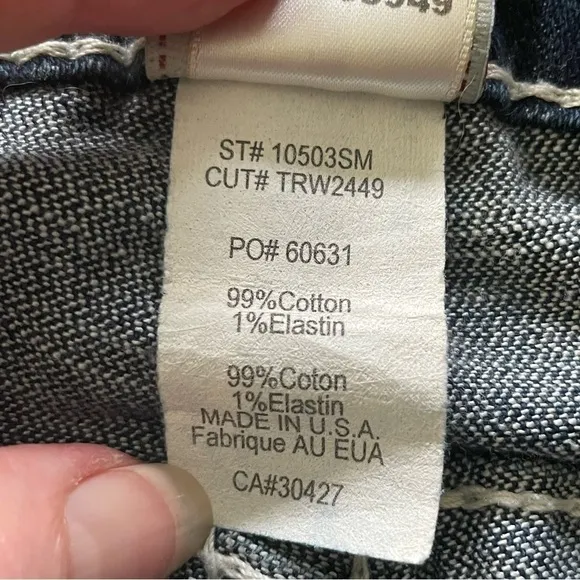 ST# 10503SM
CUT# TRW2449
PO# 60631
99%Cotton
1%Elastin
99%Coton
1%Elastin
MADE IN U.S.A.
Fabrique AU EUA
CA#30427